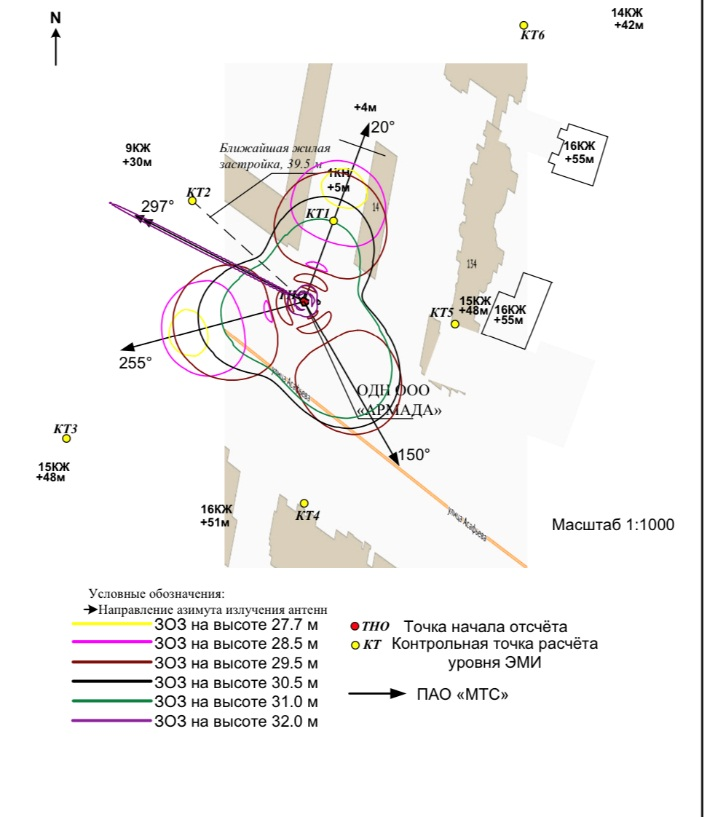 14КЖ
+42м
N
КТ6
+4м
20°
9КЖ
+30м
Ближайшая жилая
застройка, 39.5 м
16КЖ
+55м
1КН
+5м
КТ2
297°
КТ1
14
134
ТНО
КТ5
15КЖ
+48м
16КЖ
+55м
255°
ОДН ООО
«АРМАДА»
КТ3
150°
15КЖ
+48м
16КЖ
+51м
КТ4
Масштаб 1:1000
Условные обозначения:
Направление азимута излучения антенн
ЗОЗ на высоте 27.7 м
ЗОЗ на высоте 28.5 м
ЗОЗ на высоте 29.5 м
ЗОЗ на высоте 30.5 м
ЗОЗ на высоте 31.0 м
ЗОЗ на высоте 32.0 м
ТНО Точка начала отсчёта
КТ Контрольная точка расчёта
уровня ЭМИ
ПАО «МТС»